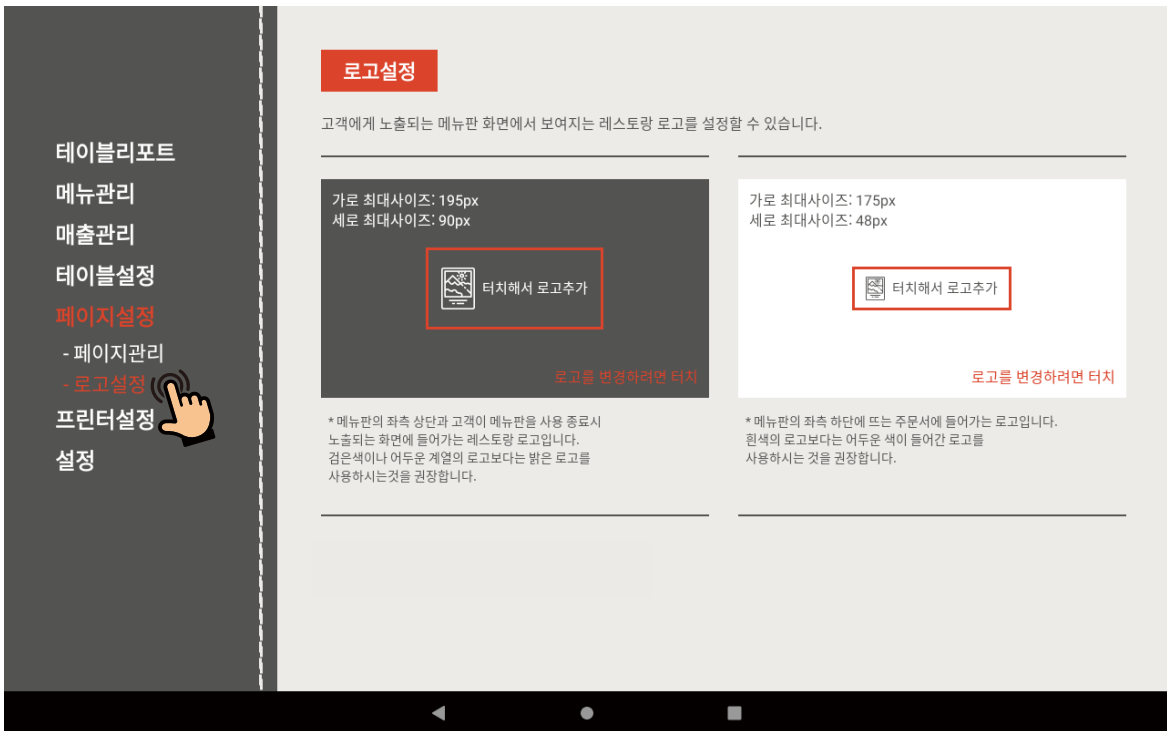 테이블리포트
메뉴관리
매출관리
테이블설정
페이지설정
- 페이지관리
- 로고설정
프린터설정
설정
로고설정
고객에게 노출되는 메뉴판 화면에서 보여지는 레스토랑 로고를 설정할 수 있습니다.
가로 최대사이즈: 195px
세로 최대사이즈: 90px
터치해서 로고추가
로고를 변경하려면 터치
* 메뉴판의 좌측 상단과 고객이 메뉴판을 사용 종료시
노출되는 화면에 들어가는 레스토랑 로고입니다.
검은색이나 어두운 계열의 로고보다는 밝은 로고를
사용하시는것을 권장합니다.
가로 최대사이즈: 175px
세로 최대사이즈: 48px
터치해서 로고추가
로고를 변경하려면 터치
* 메뉴판의 좌측 하단에 뜨는 주문서에 들어가는 로고입니다.
흰색의 로고보다는 어두운 색이 들어간 로고를
사용하시는 것을 권장합니다.